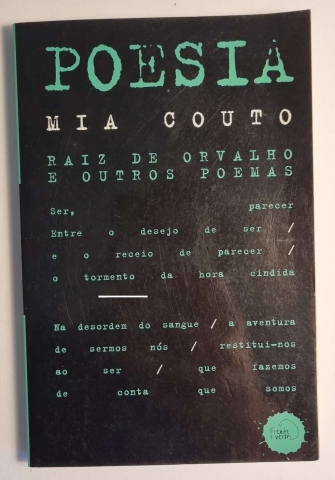 POESIA
MIA COUTO
RAIZ DE ORVALHO
E OUTROS POEMAS
Ser, parecer
Entre o desejo de ser /
e o receio de parecer /
o tormento da hora cindida
Na desordem do sangue / a aventura
de sermos nós / restitui-nos
ao ser / que fazemos
de conta que somos
frente
e verso